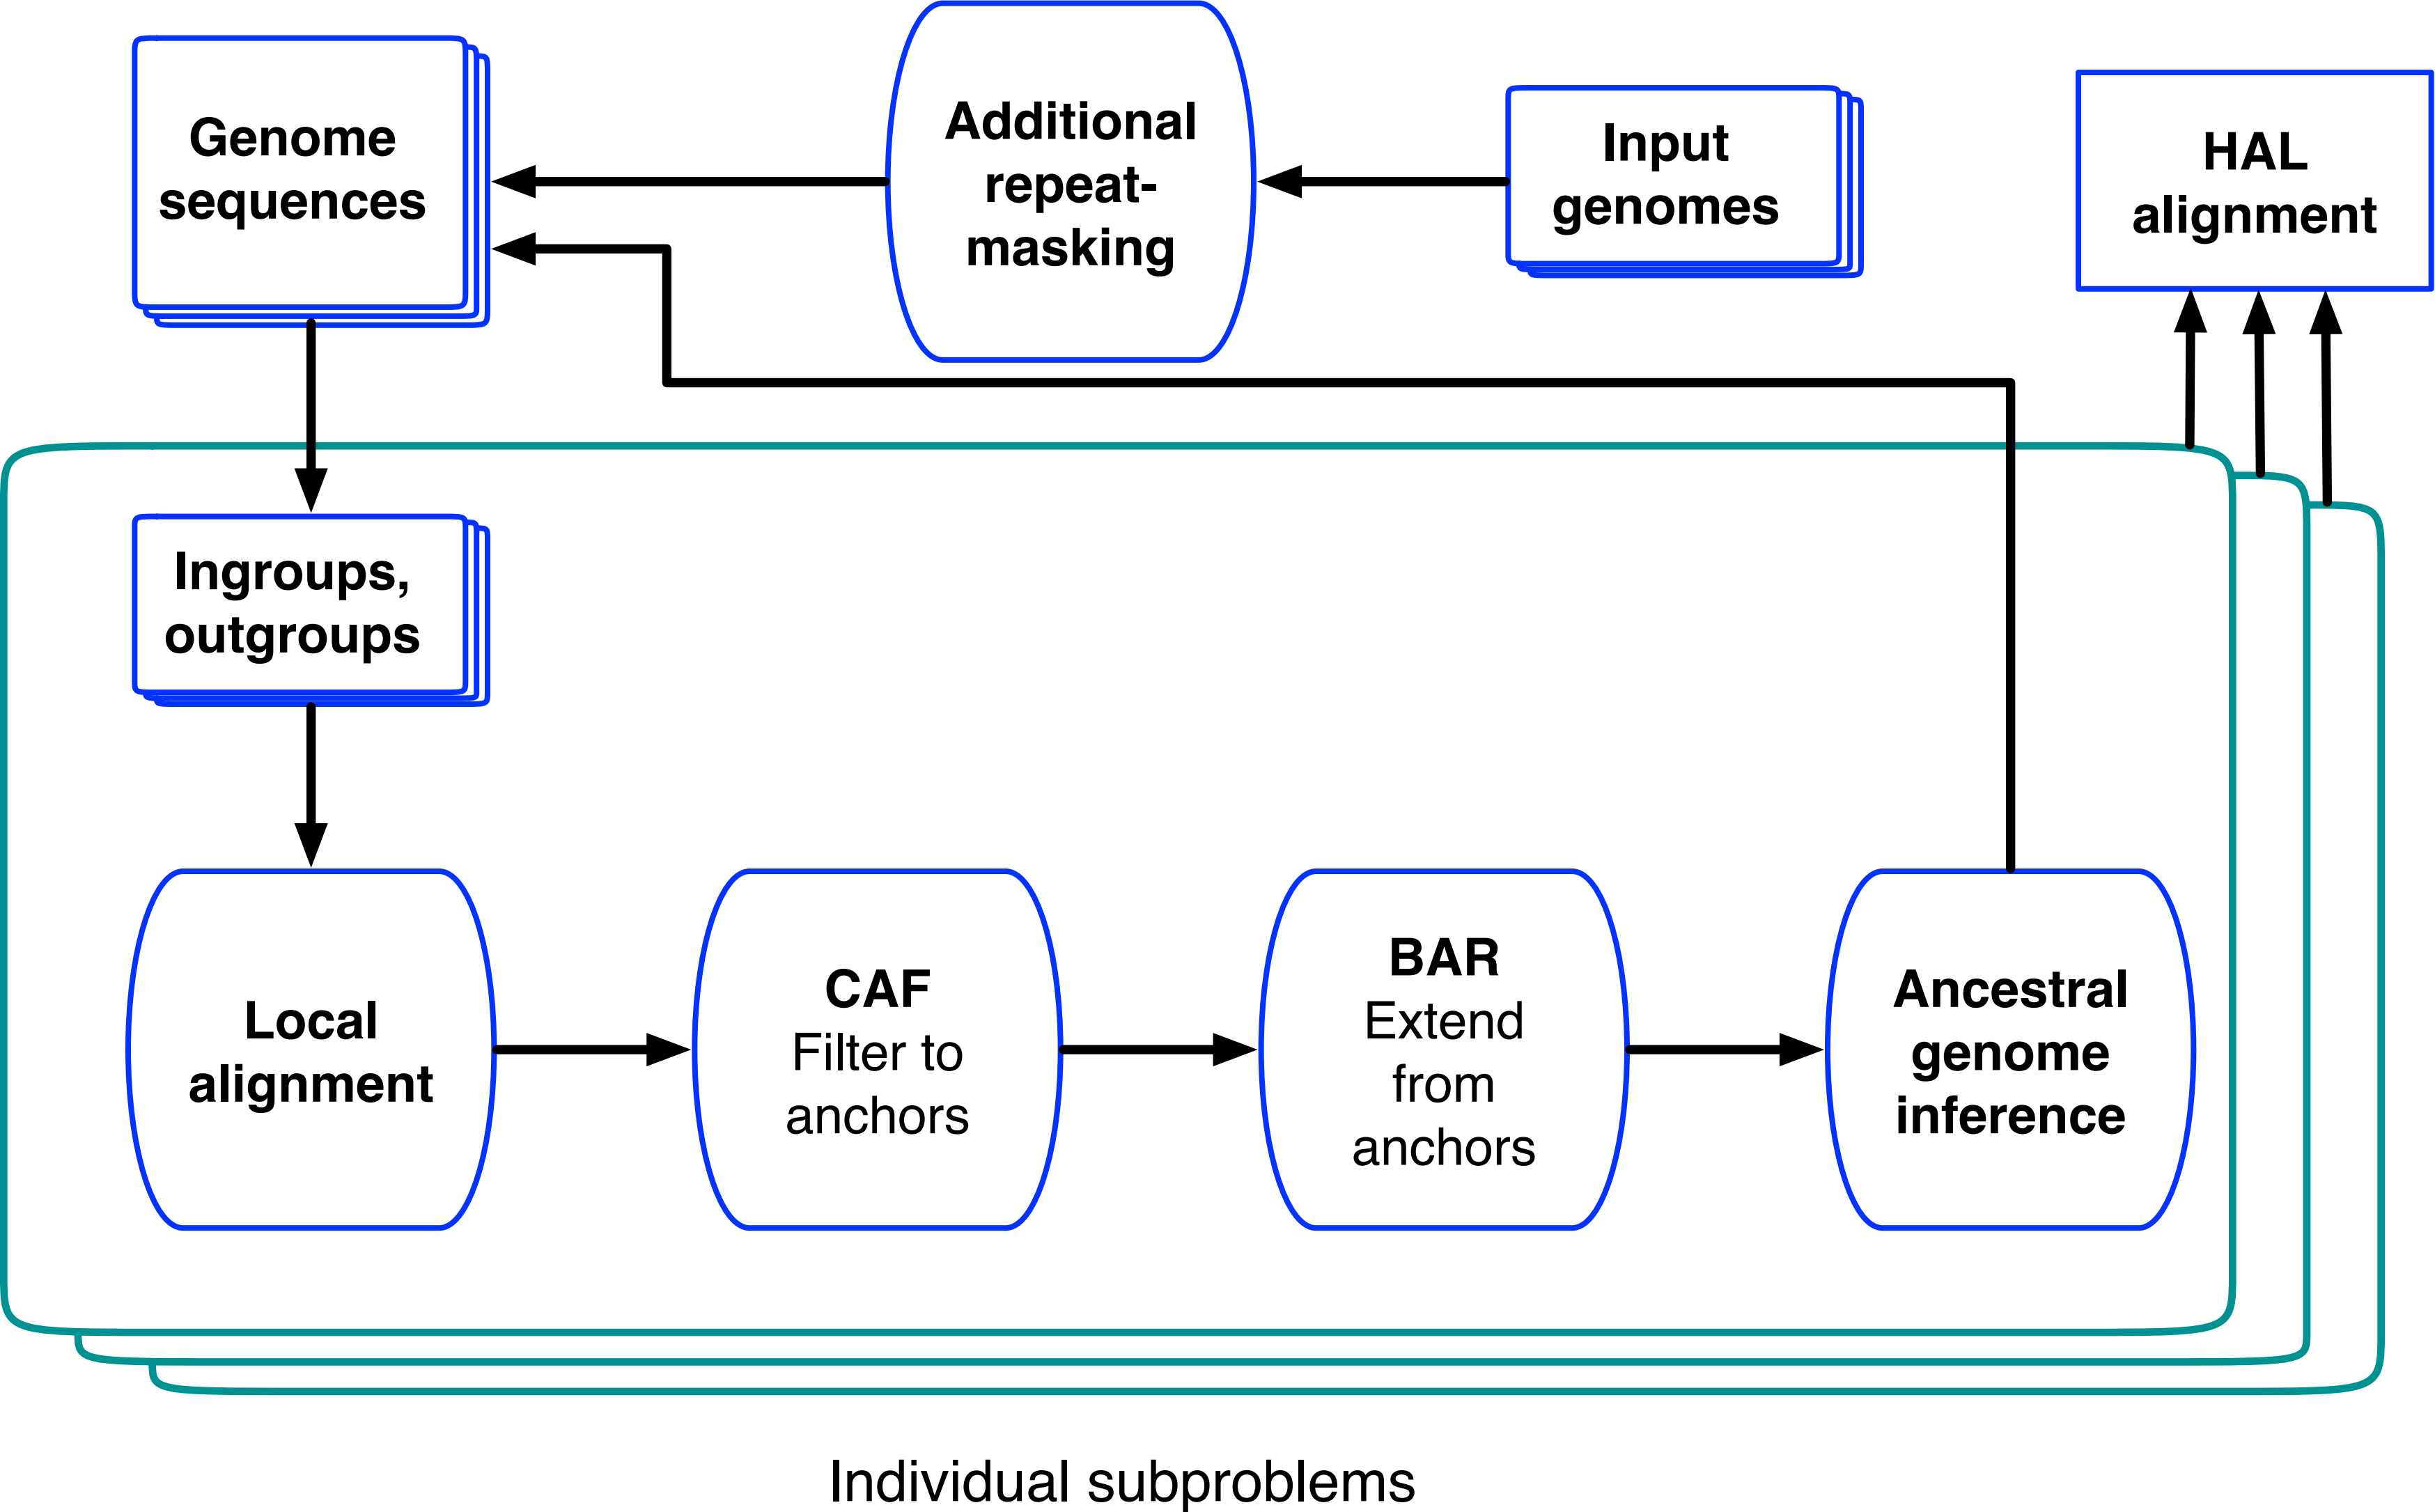 Genome
sequences
Additional
repeat-
masking
Input
genomes
HAL
alignment
Ingroups,
outgroups
Local
alignment
CAF
Filter to
anchors
BAR
Extend
from
anchors
Ancestral
genome
inference
Individual subproblems